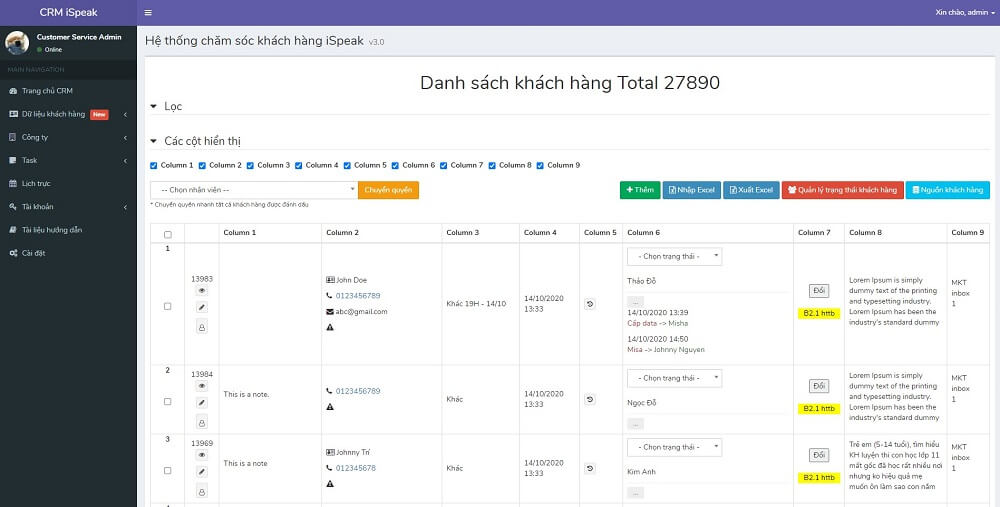 CRM iSpeak
Xin chào, admin
Customer Service Admin
Online
MAIN NAVIGATION
Trang chủ CRM
Dữ liệu khách hàng New
Công ty
Task
Lịch trực
Tài khoản
Tài liệu hướng dẫn
Cài đặt
Hệ thống chăm sóc khách hàng iSpeak v3.0
Danh sách khách hàng Total 27890
Lọc
Các cột hiển thị
Column 1 Column 2 Column 3 Column 4 Column 5 Column 6 Column 7 Column 8 Column 9
-- Chọn nhân viên -- Chuyển quyền
Thêm Nhập Excel Xuất Excel Quản lý trạng thái khách hàng Nguồn khách hàng
* Chuyển quyền nhanh tất cả khách hàng được đánh dấu
Column 1 Column 2 Column 3 Column 4 Column 5 Column 6 Column 7 Column 8 Column 9
1
13983
John Doe
0123456789
abc@gmail.com
Khác 19H - 14/10
14/10/2020
13:33
- Chọn trạng thái -
Thảo Đỗ
...
14/10/2020 13:39
Cấp data -> Misha
14/10/2020 14:50
Misa -> Johnny Nguyen
Đổi
B2.1 httb
Lorem Ipsum is simply
dummy text of the printing
and typesetting industry.
Lorem Ipsum has been the
industry's standard dummy
MKT
inbox
1
2
13984
This is a note.
0123456789
Khác
14/10/2020
13:33
- Chọn trạng thái -
Ngọc Đỗ
...
Đổi
B2.1 httb
Lorem Ipsum is simply
dummy text of the printing
and typesetting industry.
Lorem Ipsum has been the
industry's standard dummy
MKT
inbox
1
3
13969
This is a note
Johnny Trí
012345678
Khác
14/10/2020
13:33
- Chọn trạng thái -
Kim Anh
...
Đổi
B2.1 httb
Trẻ em (5-14 tuổi), tìm hiểu
KH luyện thi con học lớp 11
mất gốc đã học rất nhiều nơi
nhưng ko hiệu quả mẹ
muốn ôn làm sao con nắm
MKT
inbox
1